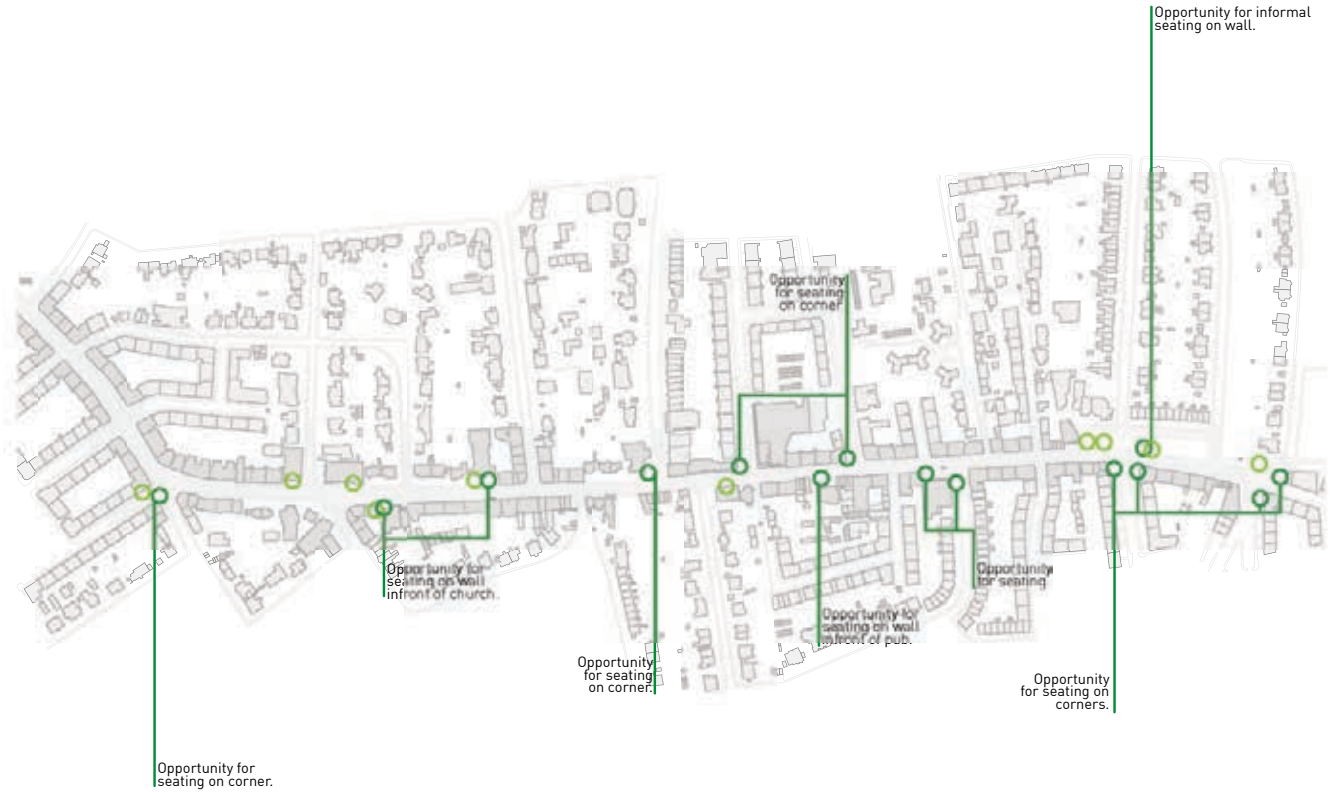 Opportunity for informal
seating on wall.
Opportunity
for seating
on corner
Opportunity for
seating on wall
infront of church.
Opportunity
for seating
Opportunity for
seating on wall
infront of pub.
Opportunity
for seating
on corner.
Opportunity
for seating on
corners.
Opportunity for
seating on corner.